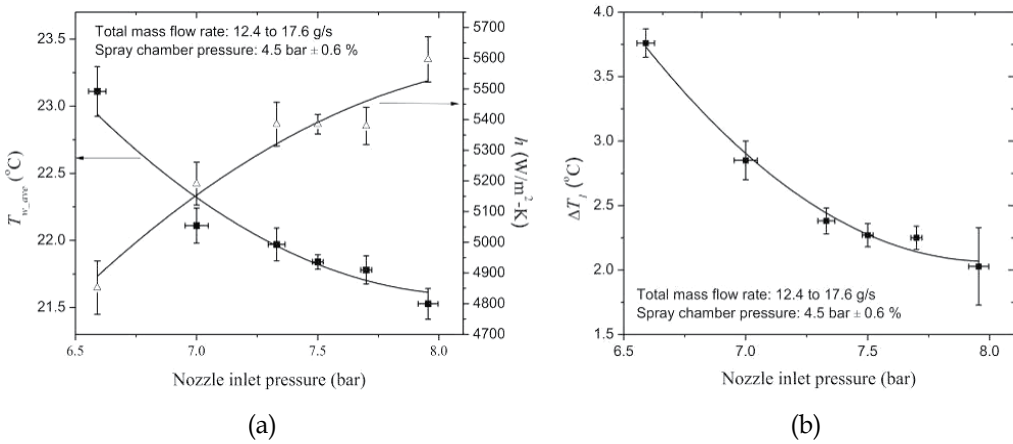 Total mass flow rate: 12.4 to 17.6 g/s
Spray chamber pressure: 4.5 bar ± 0.6 %
23.5
23.0
22.5
22.0
21.5
T_w_ave (°C)
5700
5600
5500
5400
5300
5200
5100
5000
4900
4800
4700
h (W/m²-K)
6.5 7.0 7.5 8.0
Nozzle inlet pressure (bar)
(a)
4.0
3.5
3.0
2.5
2.0
1.5
ΔT_l (°C)
Total mass flow rate: 12.4 to 17.6 g/s
Spray chamber pressure: 4.5 bar ± 0.6 %
6.5 7.0 7.5 8.0
Nozzle inlet pressure (bar)
(b)